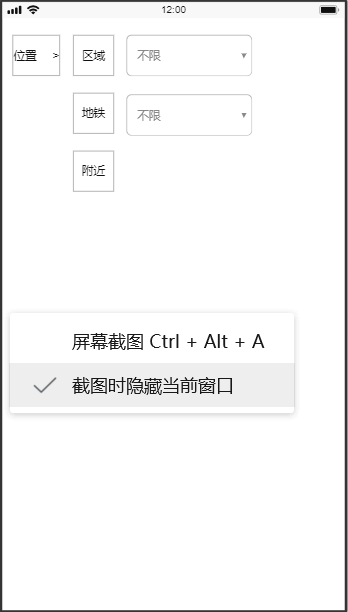 12:00
位置 > 区域 不限 ▾
地铁 不限 ▾
附近
屏幕截图 Ctrl + Alt + A
截图时隐藏当前窗口